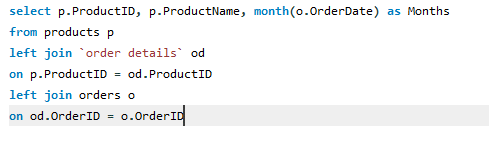 select p.ProductID, p.ProductName, month(o.OrderDate) as Months
from products p
left join `order details` od
on p.ProductID = od.ProductID
left join orders o
on od.OrderID = o.OrderID